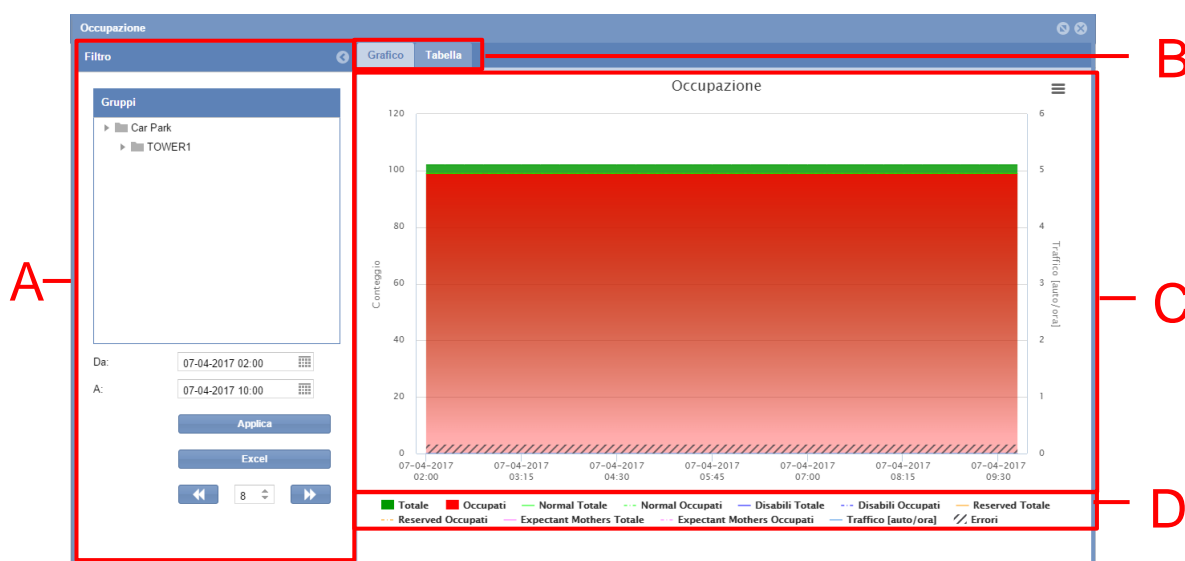 Occupazione
Filtro
Grafico Tabella
B
Gruppi
Car Park
TOWER1
Da: 07-04-2017 02:00
A: 07-04-2017 10:00
Applica
Excel
8
A
Occupazione
120
100
80
60
40
20
0
Conteggio
6
5
4
3
2
1
0
Traffico [auto/ora]
C
07-04-2017 07-04-2017 07-04-2017 07-04-2017 07-04-2017 07-04-2017 07-04-2017
02:00 03:15 04:30 05:45 07:00 08:15 09:30
Totale Occupati Normal Totale Normal Occupati Disabili Totale Disabili Occupati Reserved Totale
Reserved Occupati Expectant Mothers Totale Expectant Mothers Occupati Traffico [auto/ora] Errori
D